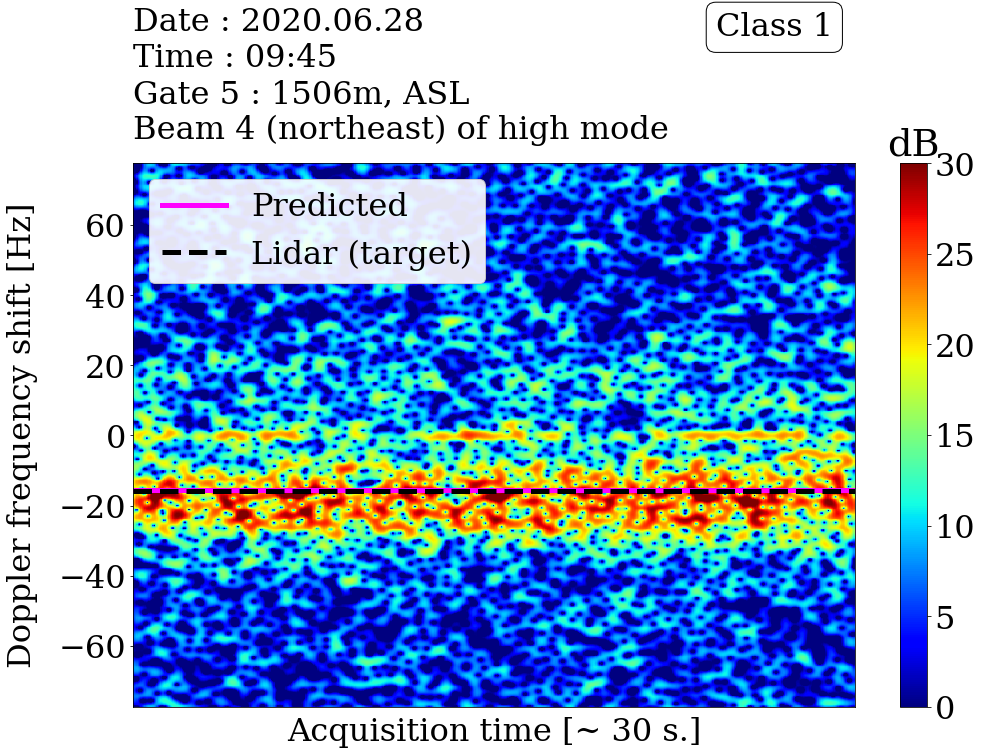 Date : 2020.06.28
Class 1
Time : 09:45
Gate 5 : 1506m, ASL
Beam 4 (northeast) of high mode
dB
Predicted
Lidar (target)
Doppler frequency shift [Hz]
60
40
20
0
−20
−40
−60
Acquisition time [~ 30 s.]
30
25
20
15
10
5
0